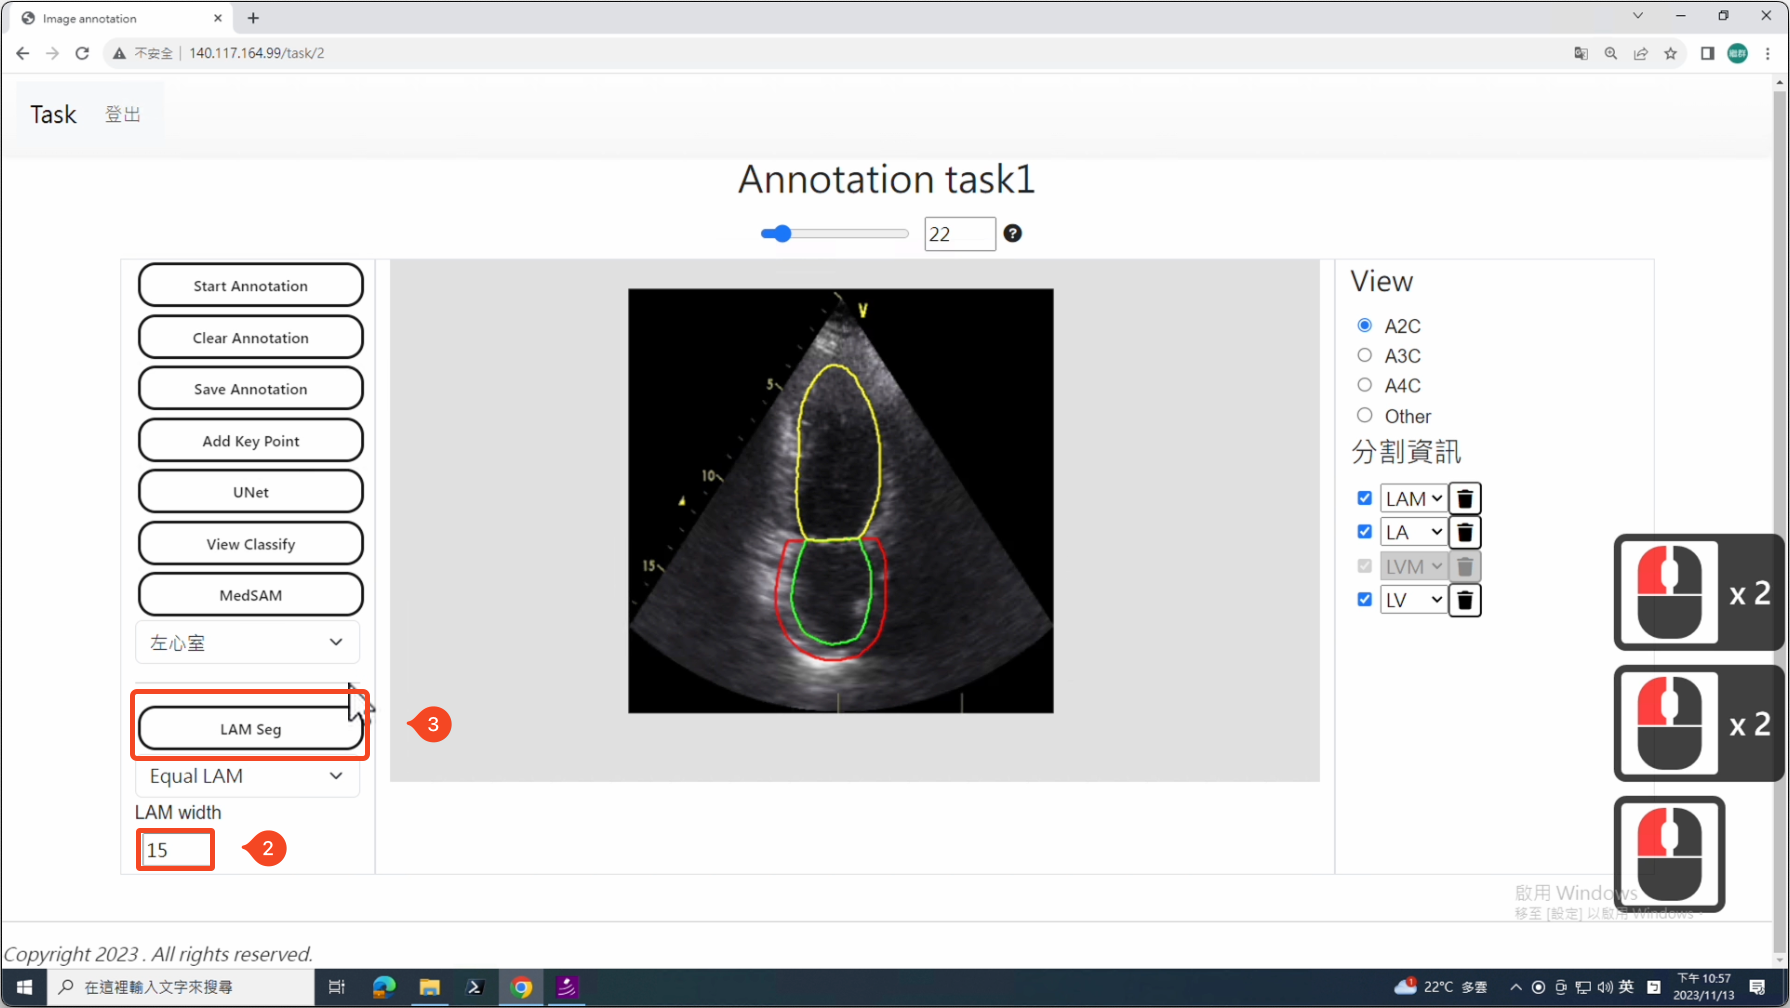 Image annotation
不安全 | 140.117.164.99/task/2
Task 登出
Annotation task1
22 ?
Start Annotation
Clear Annotation
Save Annotation
Add Key Point
UNet
View Classify
MedSAM
左心室
LAM Seg
3
Equal LAM
LAM width
15
2
V
5
10
15
View
A2C
A3C
A4C
Other
分割資訊
LAM
LA
LVM
LV
x 2
x 2
啟用 Windows
移至 [設定] 以啟用 Windows。
Copyright 2023 . All rights reserved.
在這裡輸入文字來搜尋
22°C 多雲
英
下午 10:57
2023/11/13